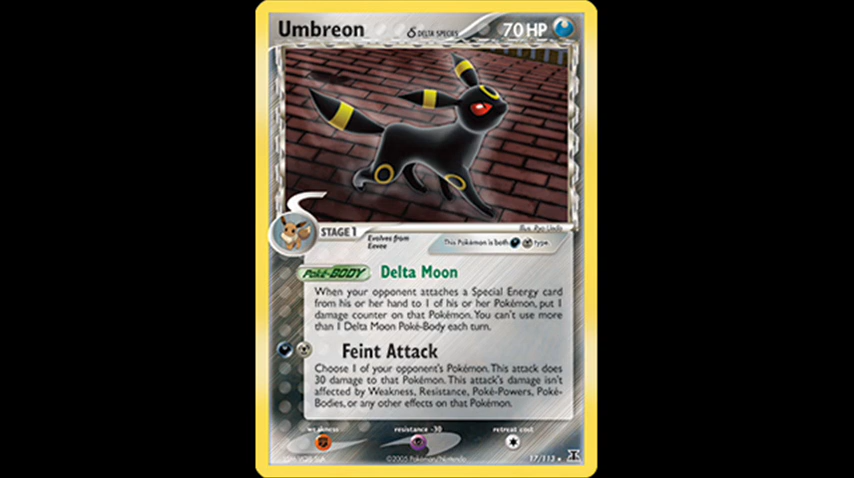 Umbreon δ DELTA SPECIES 70 HP
Illus. Ryo Ueda
STAGE 1 Evolves from
Eevee
This Pokémon is both type.
Poké-BODY Delta Moon
When your opponent attaches a Special Energy card
from his or her hand to 1 of his or her Pokémon, put 1
damage counter on that Pokémon. You can't use more
than 1 Delta Moon Poké-Body each turn.
Feint Attack
Choose 1 of your opponent's Pokémon. This attack does
30 damage to that Pokémon. This attack's damage isn't
affected by Weakness, Resistance, Poké-Powers, Poké-
Bodies, or any other effects on that Pokémon.
weakness resistance -30 retreat cost
©2005 Pokémon/Nintendo 17/113 ★